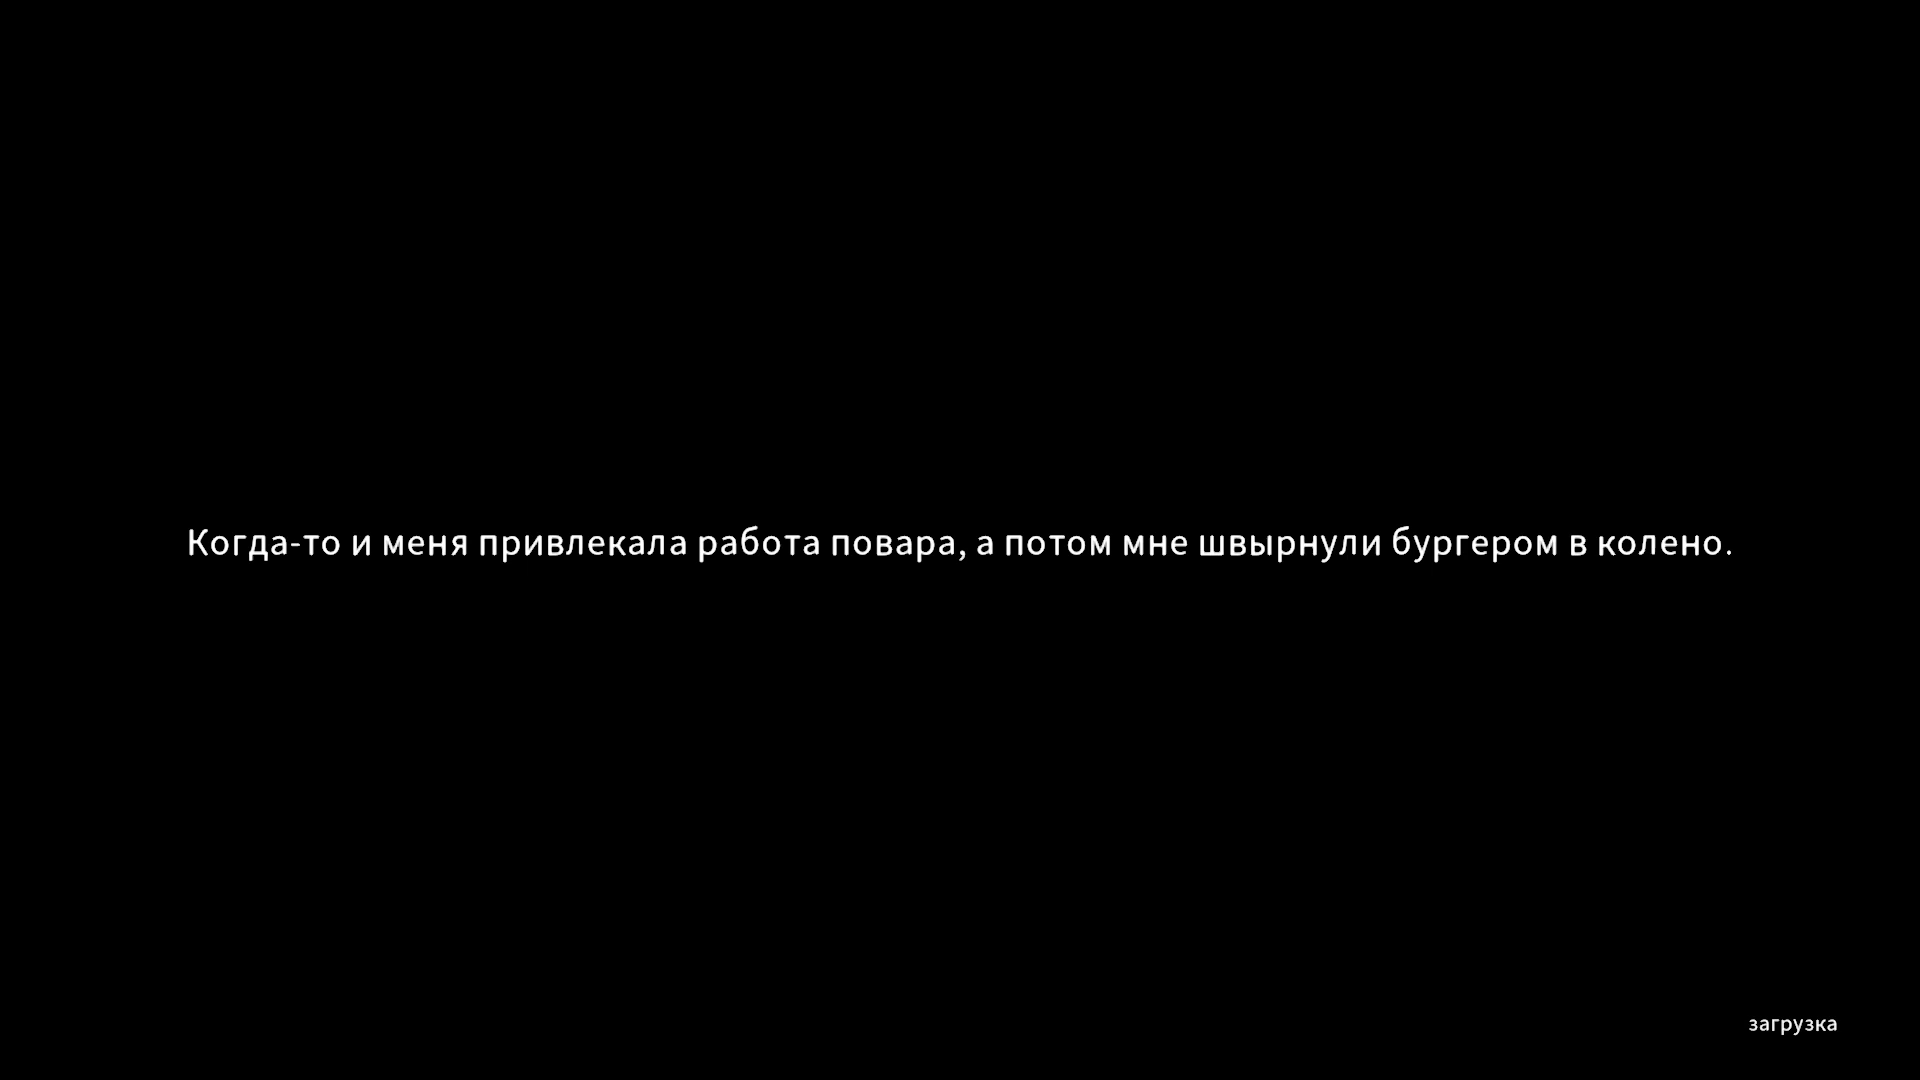 Когда-то и меня привлекала работа повара, а потом мне швырнули бургером в колено.
загрузка